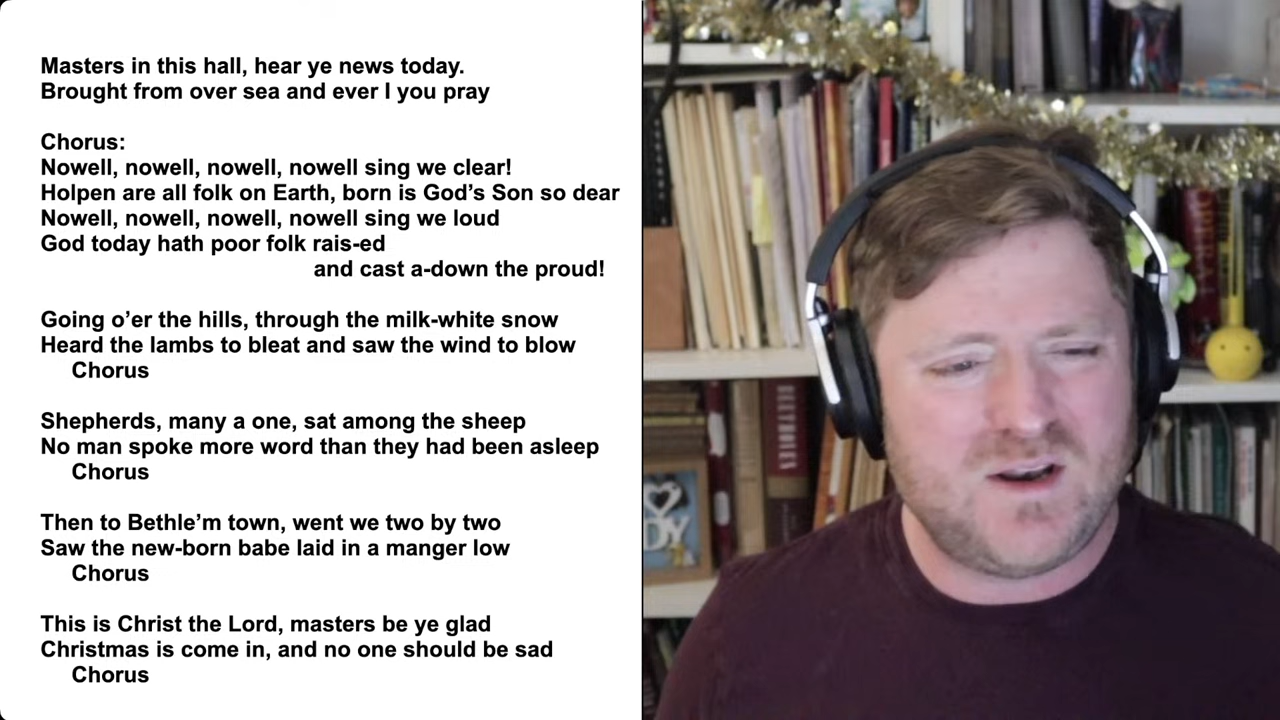 Masters in this hall, hear ye news today.
Brought from over sea and ever I you pray
Chorus:
Nowell, nowell, nowell, nowell sing we clear!
Holpen are all folk on Earth, born is God’s Son so dear
Nowell, nowell, nowell, nowell sing we loud
God today hath poor folk rais-ed
and cast a-down the proud!
Going o’er the hills, through the milk-white snow
Heard the lambs to bleat and saw the wind to blow
Chorus
Shepherds, many a one, sat among the sheep
No man spoke more word than they had been asleep
Chorus
Then to Bethle’m town, went we two by two
Saw the new-born babe laid in a manger low
Chorus
This is Christ the Lord, masters be ye glad
Christmas is come in, and no one should be sad
Chorus